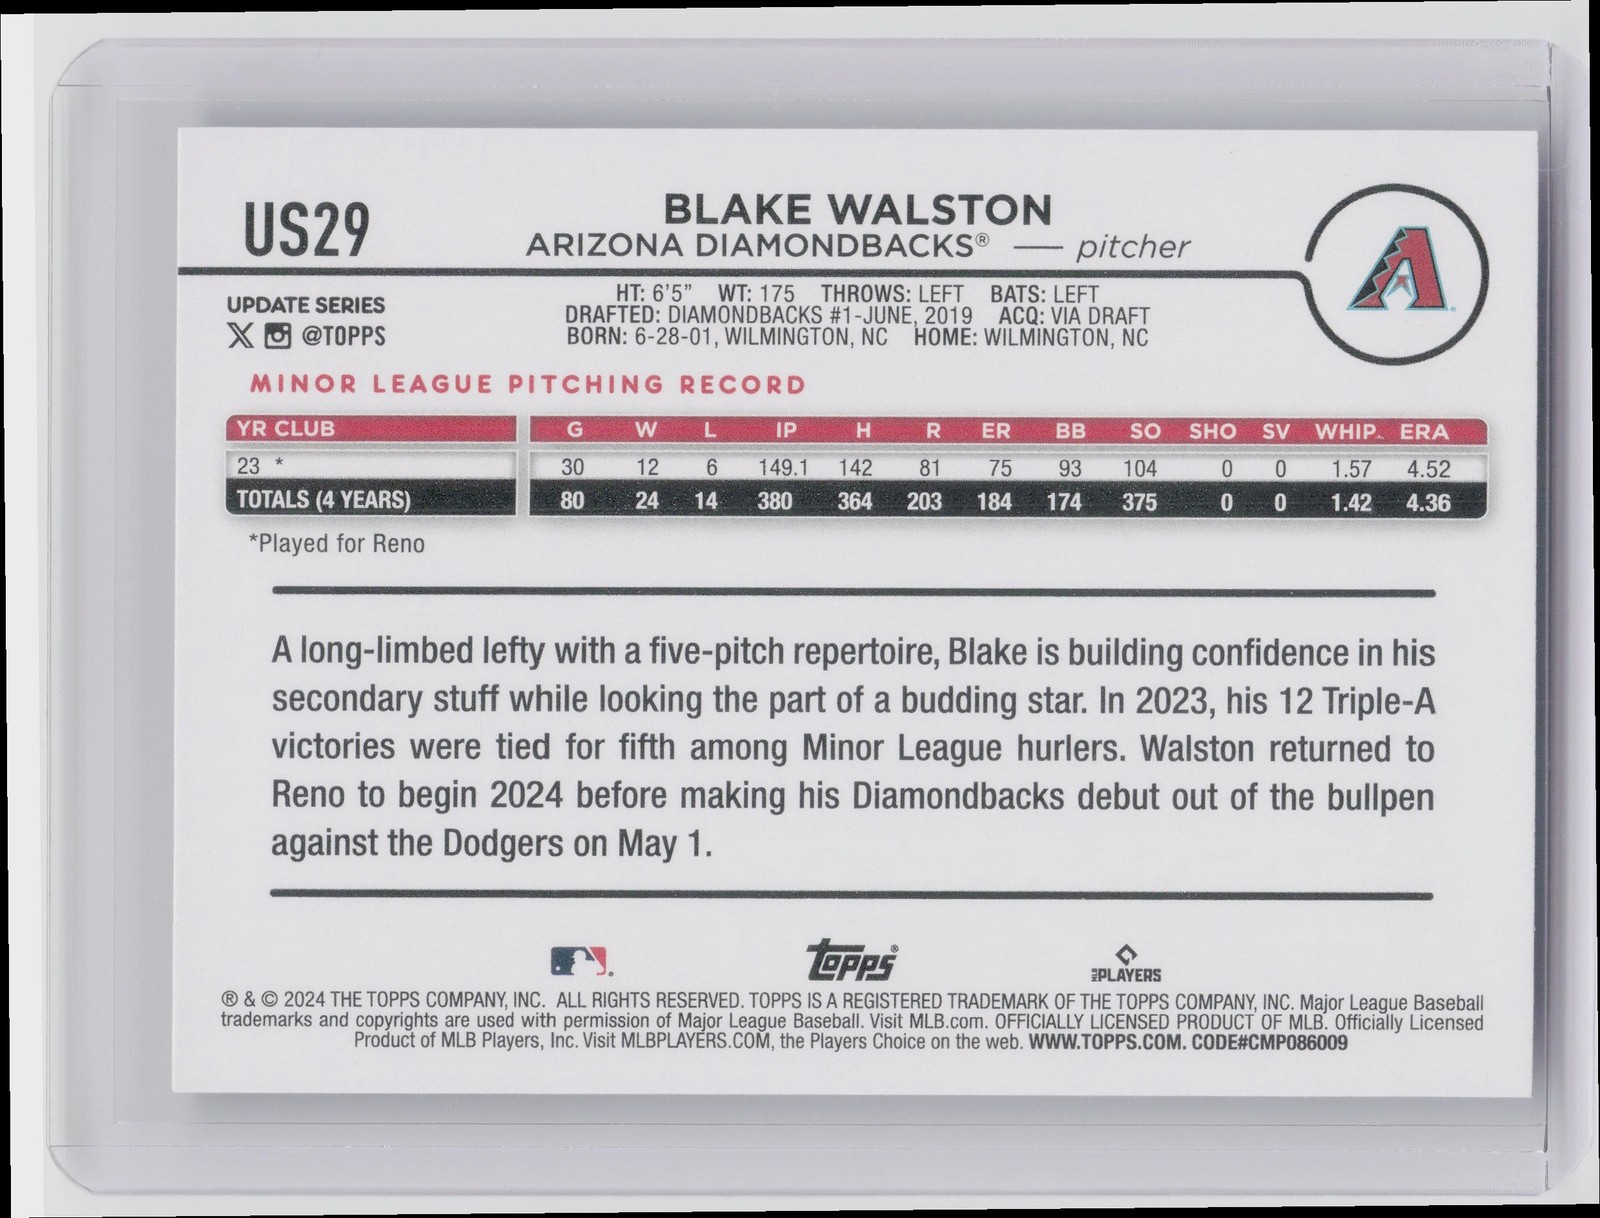 US29
BLAKE WALSTON
ARIZONA DIAMONDBACKS® — pitcher
UPDATE SERIES
@TOPPS
HT: 6'5" WT: 175 THROWS: LEFT BATS: LEFT
DRAFTED: DIAMONDBACKS #1-JUNE, 2019 ACQ: VIA DRAFT
BORN: 6-28-01, WILMINGTON, NC HOME: WILMINGTON, NC
MINOR LEAGUE PITCHING RECORD
YR CLUB G W L IP H R ER BB SO SHO SV WHIP ERA
23 * 30 12 6 149.1 142 81 75 93 104 0 0 1.57 4.52
TOTALS (4 YEARS) 80 24 14 380 364 203 184 174 375 0 0 1.42 4.36
*Played for Reno
A long-limbed lefty with a five-pitch repertoire, Blake is building confidence in his
secondary stuff while looking the part of a budding star. In 2023, his 12 Triple-A
victories were tied for fifth among Minor League hurlers. Walston returned to
Reno to begin 2024 before making his Diamondbacks debut out of the bullpen
against the Dodgers on May 1.
Topps®
MLB PLAYERS
® & © 2024 THE TOPPS COMPANY, INC. ALL RIGHTS RESERVED. TOPPS IS A REGISTERED TRADEMARK OF THE TOPPS COMPANY, INC. Major League Baseball
trademarks and copyrights are used with permission of Major League Baseball. Visit MLB.com. OFFICIALLY LICENSED PRODUCT OF MLB. Officially Licensed
Product of MLB Players, Inc. Visit MLBPLAYERS.COM, the Players Choice on the web. WWW.TOPPS.COM. CODE#CMP086009